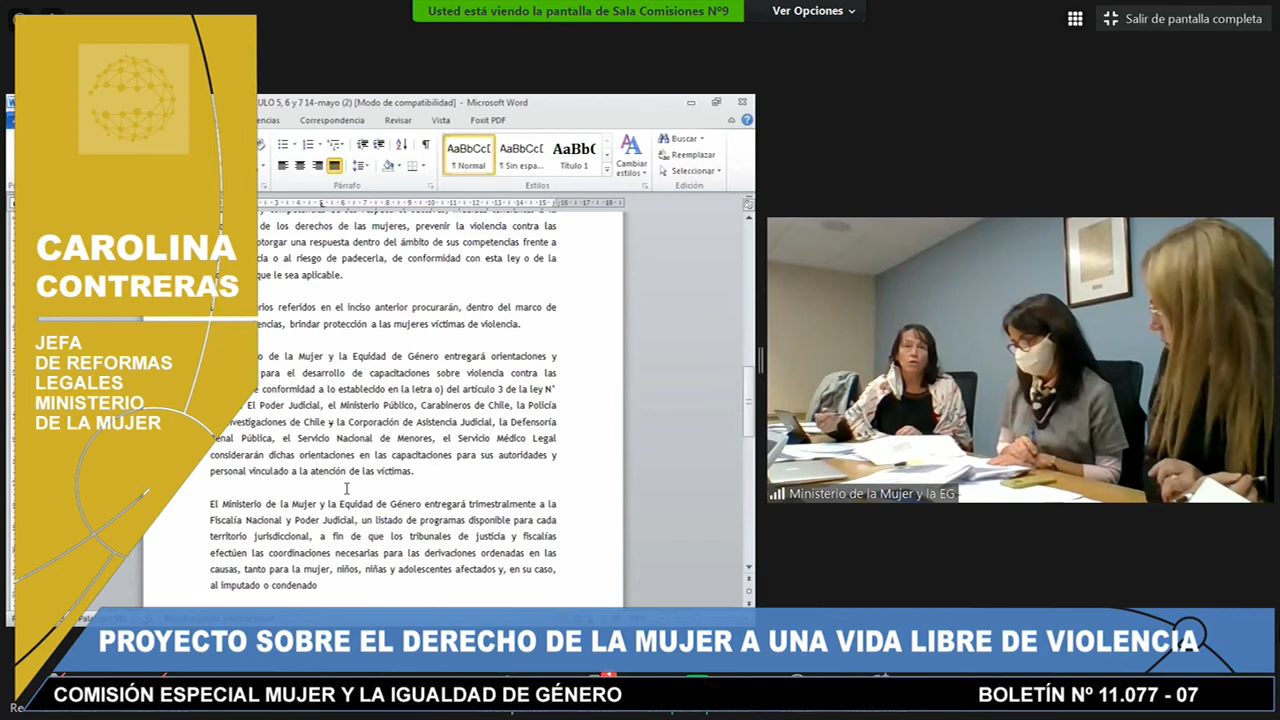 Usted está viendo la pantalla de Sala Comisiones Nº9
Ver Opciones
Salir de pantalla completa
CAROLINA
CONTRERAS
JEFA
DE REFORMAS
LEGALES
MINISTERIO
DE LA MUJER
ULO 5, 6 y 7 14-mayo (2) [Modo de compatibilidad] - Microsoft Word
encias Correspondencia Revisar Vista Foxit PDF
AaBbCcD AaBbCcD AaBbC
¶ Normal ¶ Sin espa... Título 1
Cambiar estilos
Buscar
Reemplazar
Seleccionar
Párrafo Estilos Edición
de los derechos de las mujeres, prevenir la violencia contra las
otorgar una respuesta dentro del ámbito de sus competencias frente a
o al riesgo de padecerla, de conformidad con esta ley o de la
que le sea aplicable.
referidos en el inciso anterior procurarán, dentro del marco de
brindar protección a las mujeres víctimas de violencia.
de la Mujer y la Equidad de Género entregará orientaciones y
para el desarrollo de capacitaciones sobre violencia contra las
conformidad a lo establecido en la letra o) del artículo 3 de la ley N°
El Poder Judicial, el Ministerio Público, Carabineros de Chile, la Policía
Investigaciones de Chile y la Corporación de Asistencia Judicial, la Defensoría
Penal Pública, el Servicio Nacional de Menores, el Servicio Médico Legal
considerarán dichas orientaciones en las capacitaciones para sus autoridades y
personal vinculado a la atención de las víctimas.
El Ministerio de la Mujer y la Equidad de Género entregará trimestralmente a la
Fiscalía Nacional y Poder Judicial, un listado de programas disponible para cada
territorio jurisdiccional, a fin de que los tribunales de justicia y fiscalías
efectúen las coordinaciones necesarias para las derivaciones ordenadas en las
causas, tanto para la mujer, niños, niñas y adolescentes afectados y, en su caso,
al imputado o condenado
Ministerio de la Mujer y la EG
PROYECTO SOBRE EL DERECHO DE LA MUJER A UNA VIDA LIBRE DE VIOLENCIA
COMISIÓN ESPECIAL MUJER Y LA IGUALDAD DE GÉNERO
BOLETÍN Nº 11.077 - 07